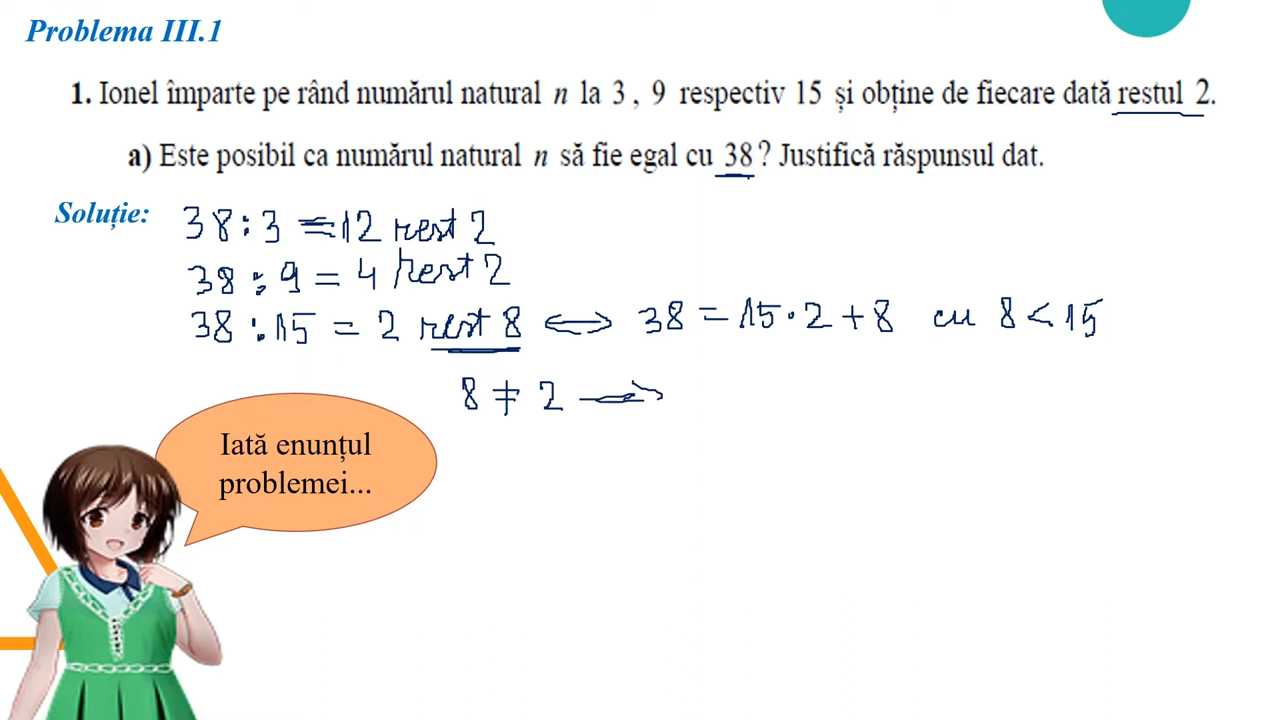 Problema III.1
1. Ionel împarte pe rând numărul natural n la 3, 9 respectiv 15 și obține de fiecare dată restul 2.
a) Este posibil ca numărul natural n să fie egal cu 38? Justifică răspunsul dat.
Soluție:
38 : 3 = 12 rest 2
38 : 9 = 4 rest 2
38 : 15 = 2 rest 8 ⟺ 38 = 15 · 2 + 8 cu 8 < 15
8 ≠ 2 ⟹
Iată enunțul
problemei...